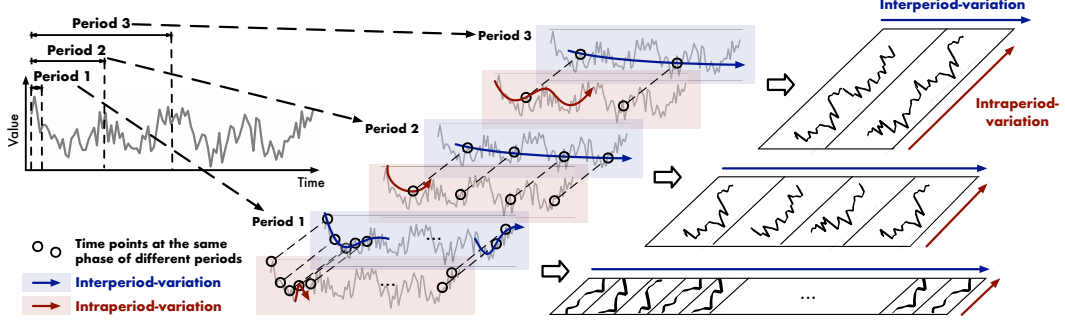 Interperiod-variation
Period 3
Period 3
Period 2
Period 1
Value
Time
Intraperiod-
variation
Period 2
Period 1
...
...
...
Time points at the same
phase of different periods
Interperiod-variation
Intraperiod-variation